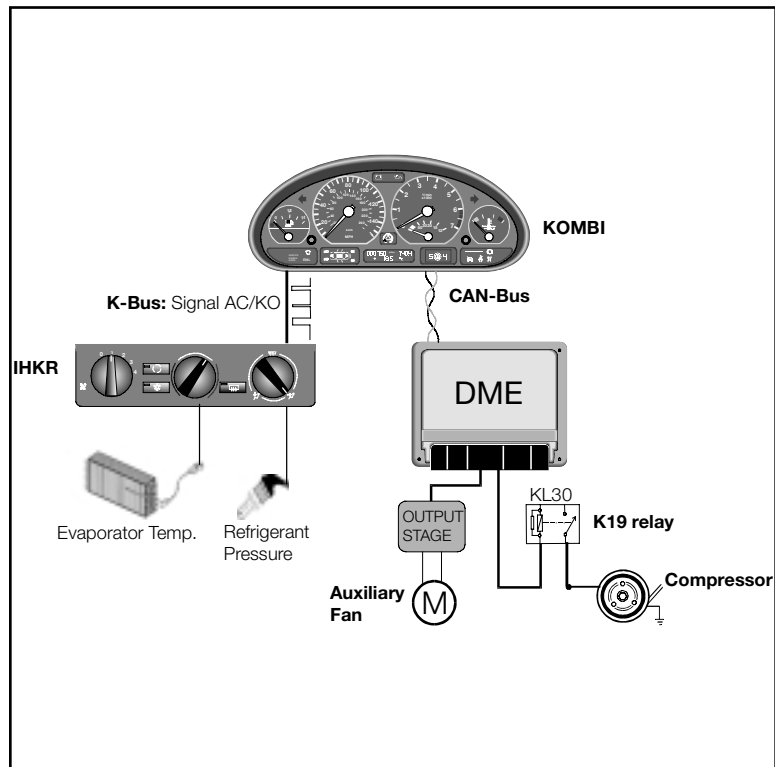 KOMBI
K-Bus: Signal AC/KO
CAN-Bus
IHKR
DME
Evaporator Temp.
Refrigerant
Pressure
OUTPUT
STAGE
KL30
K19 relay
Auxiliary
Fan
M
Compressor